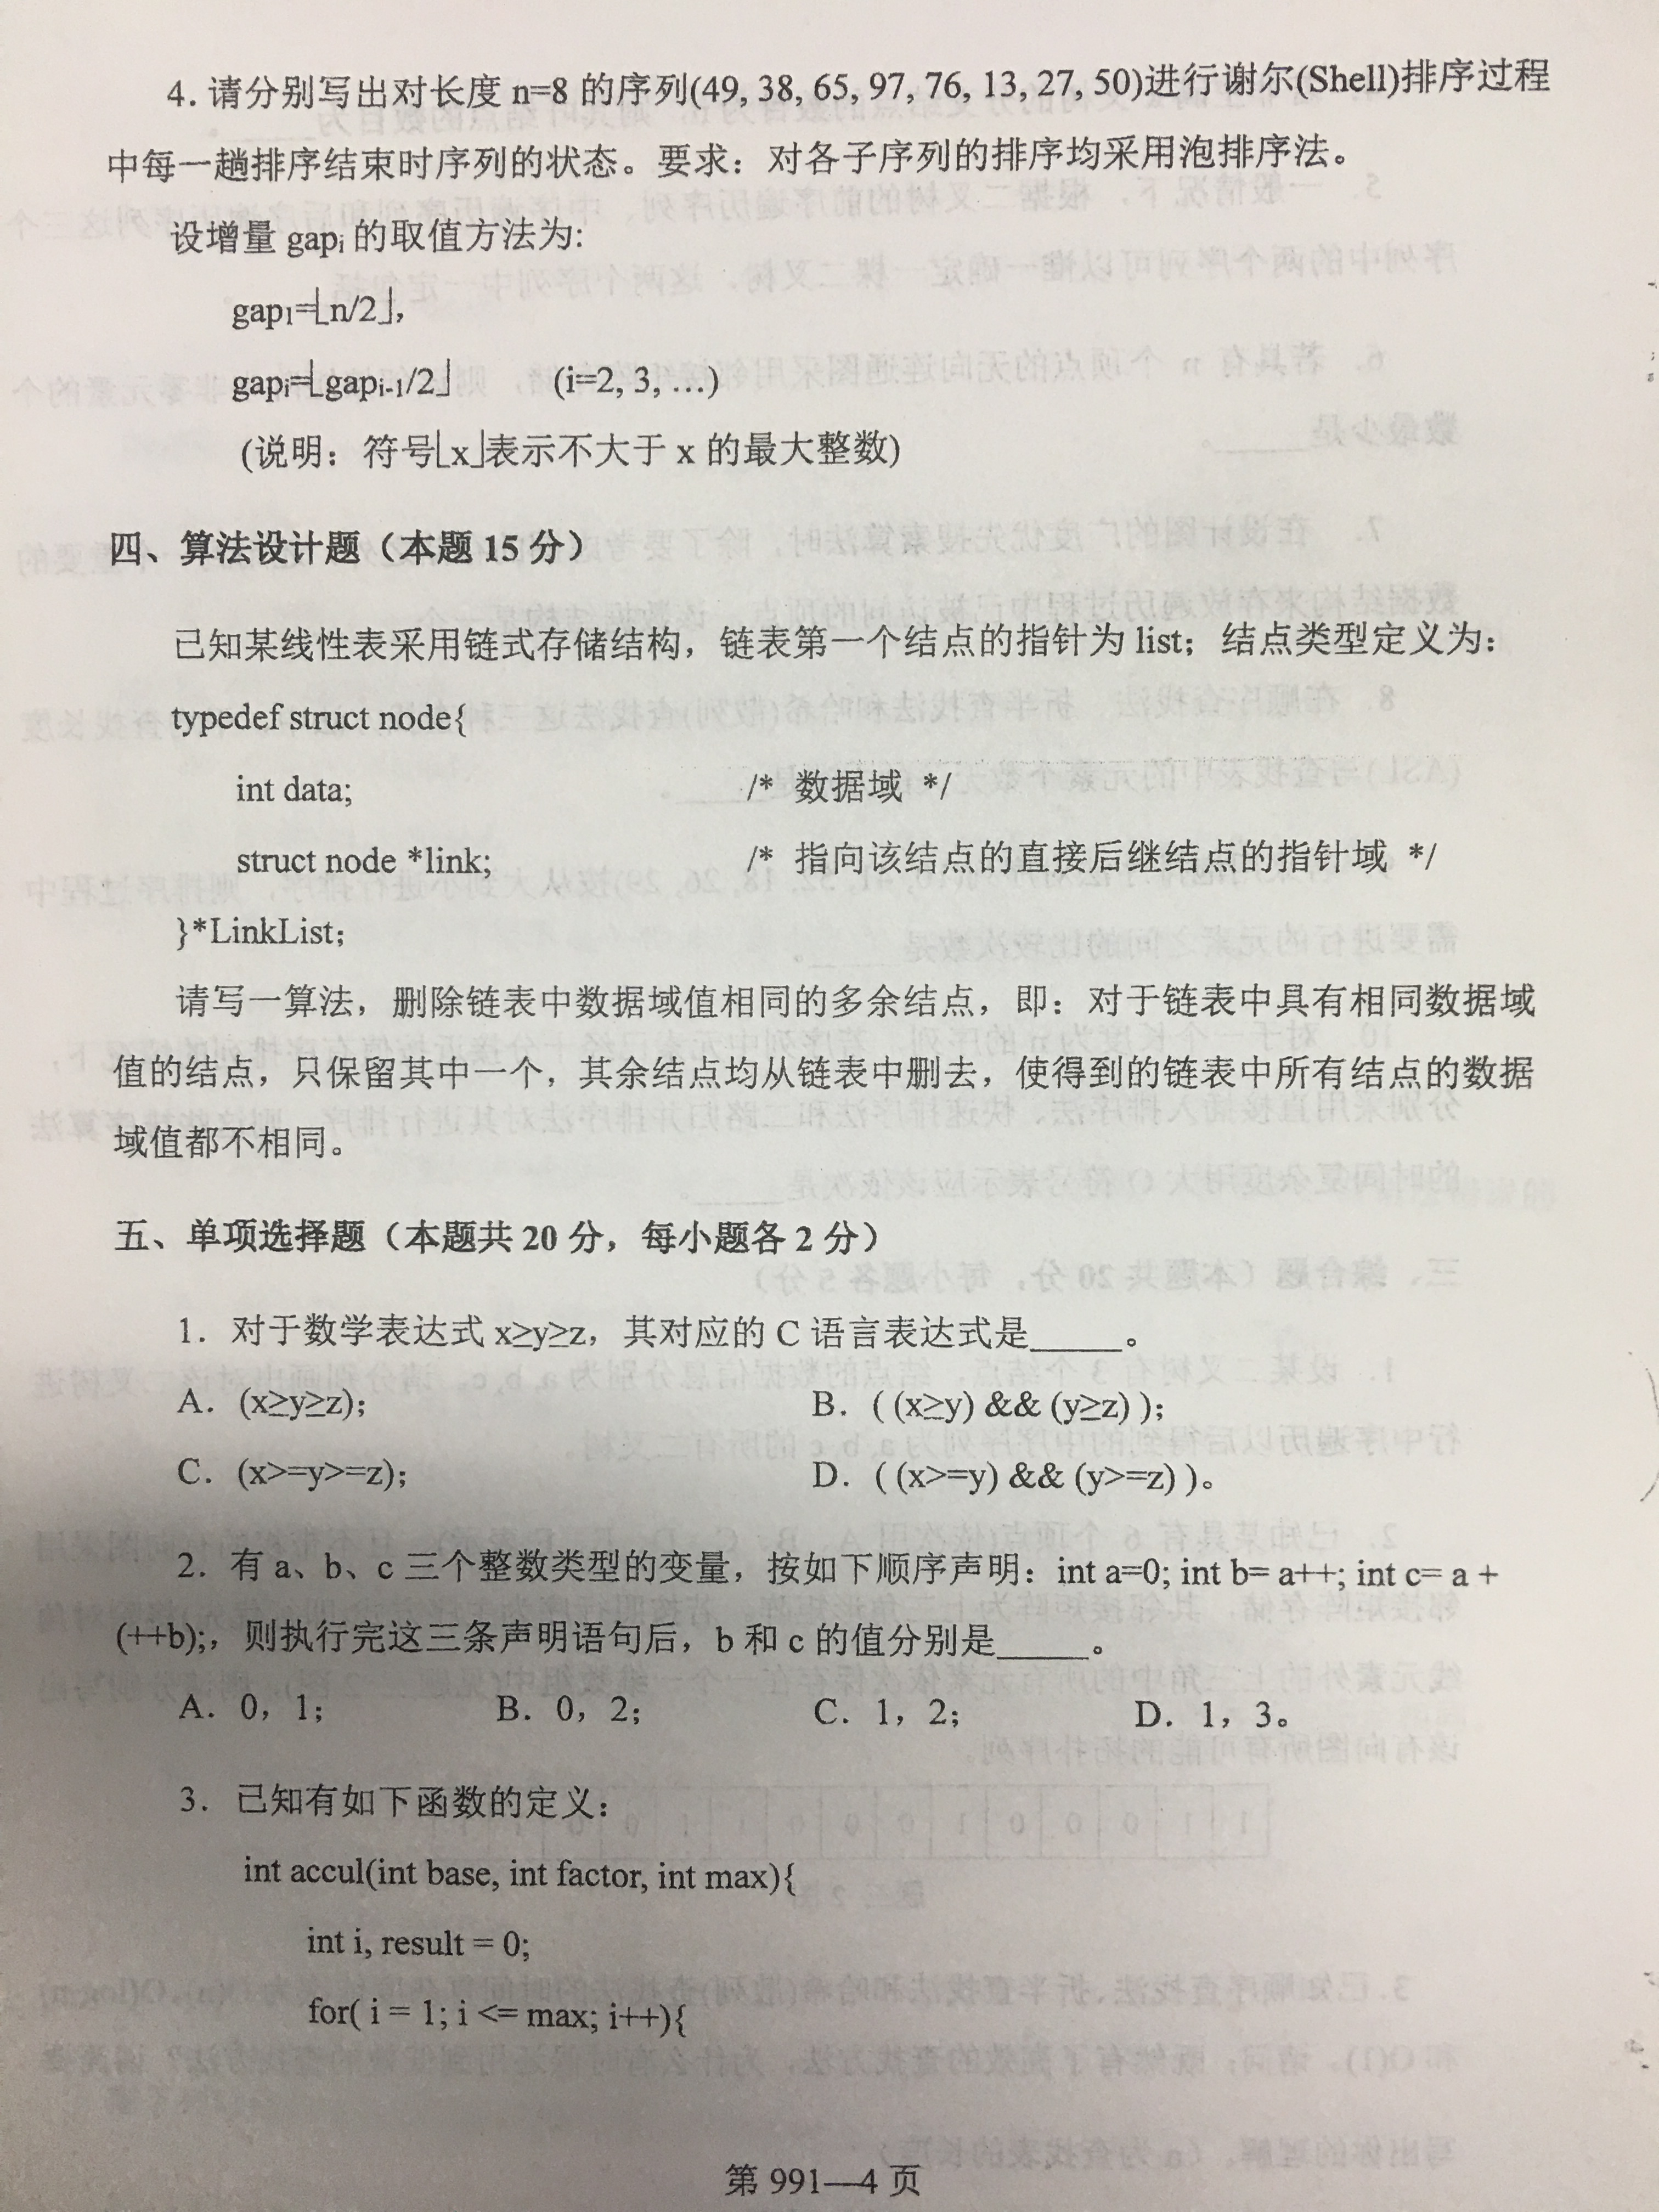 4. 请分别写出对长度 n=8 的序列(49, 38, 65, 97, 76, 13, 27, 50)进行谢尔(Shell)排序过程
中每一趟排序结束时序列的状态。要求：对各子序列的排序均采用泡排序法。
设增量 gapᵢ 的取值方法为:
gap₁=⌊n/2⌋,
gapᵢ=⌊gapᵢ₋₁/2⌋ (i=2, 3, …)
(说明：符号⌊x⌋表示不大于 x 的最大整数)
四、算法设计题（本题 15 分）
已知某线性表采用链式存储结构，链表第一个结点的指针为 list；结点类型定义为：
typedef struct node{
int data; /* 数据域 */
struct node *link; /* 指向该结点的直接后继结点的指针域 */
}*LinkList;
请写一算法，删除链表中数据域值相同的多余结点，即：对于链表中具有相同数据域
值的结点，只保留其中一个，其余结点均从链表中删去，使得到的链表中所有结点的数据
域值都不相同。
五、单项选择题（本题共 20 分，每小题各 2 分）
1．对于数学表达式 x≥y≥z，其对应的 C 语言表达式是_____。
A．(x≥y≥z)； B．( (x≥y) && (y≥z) )；
C．(x>=y>=z)； D．( (x>=y) && (y>=z) )。
2．有 a、b、c 三个整数类型的变量，按如下顺序声明：int a=0; int b= a++; int c= a +
(++b);，则执行完这三条声明语句后，b 和 c 的值分别是_____。
A．0，1； B．0，2； C．1，2； D．1，3。
3．已知有如下函数的定义：
int accul(int base, int factor, int max){
int i, result = 0;
for( i = 1; i <= max; i++){
第 991—4 页